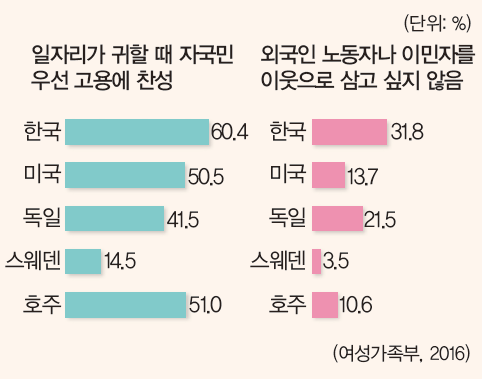 (단위: %)
일자리가 귀할 때 자국민
우선 고용에 찬성
외국인 노동자나 이민자를
이웃으로 삼고 싶지 않음
한국 60.4
미국 50.5
독일 41.5
스웨덴 14.5
호주 51.0
한국 31.8
미국 13.7
독일 21.5
스웨덴 3.5
호주 10.6
(여성가족부, 2016)